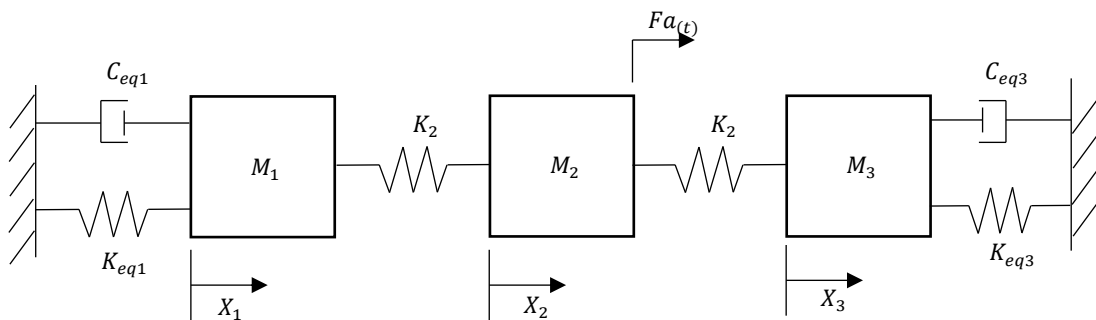 Fa(t)
Ceq1
Ceq3
K2
K2
M1
M2
M3
Keq1
Keq3
X1
X2
X3